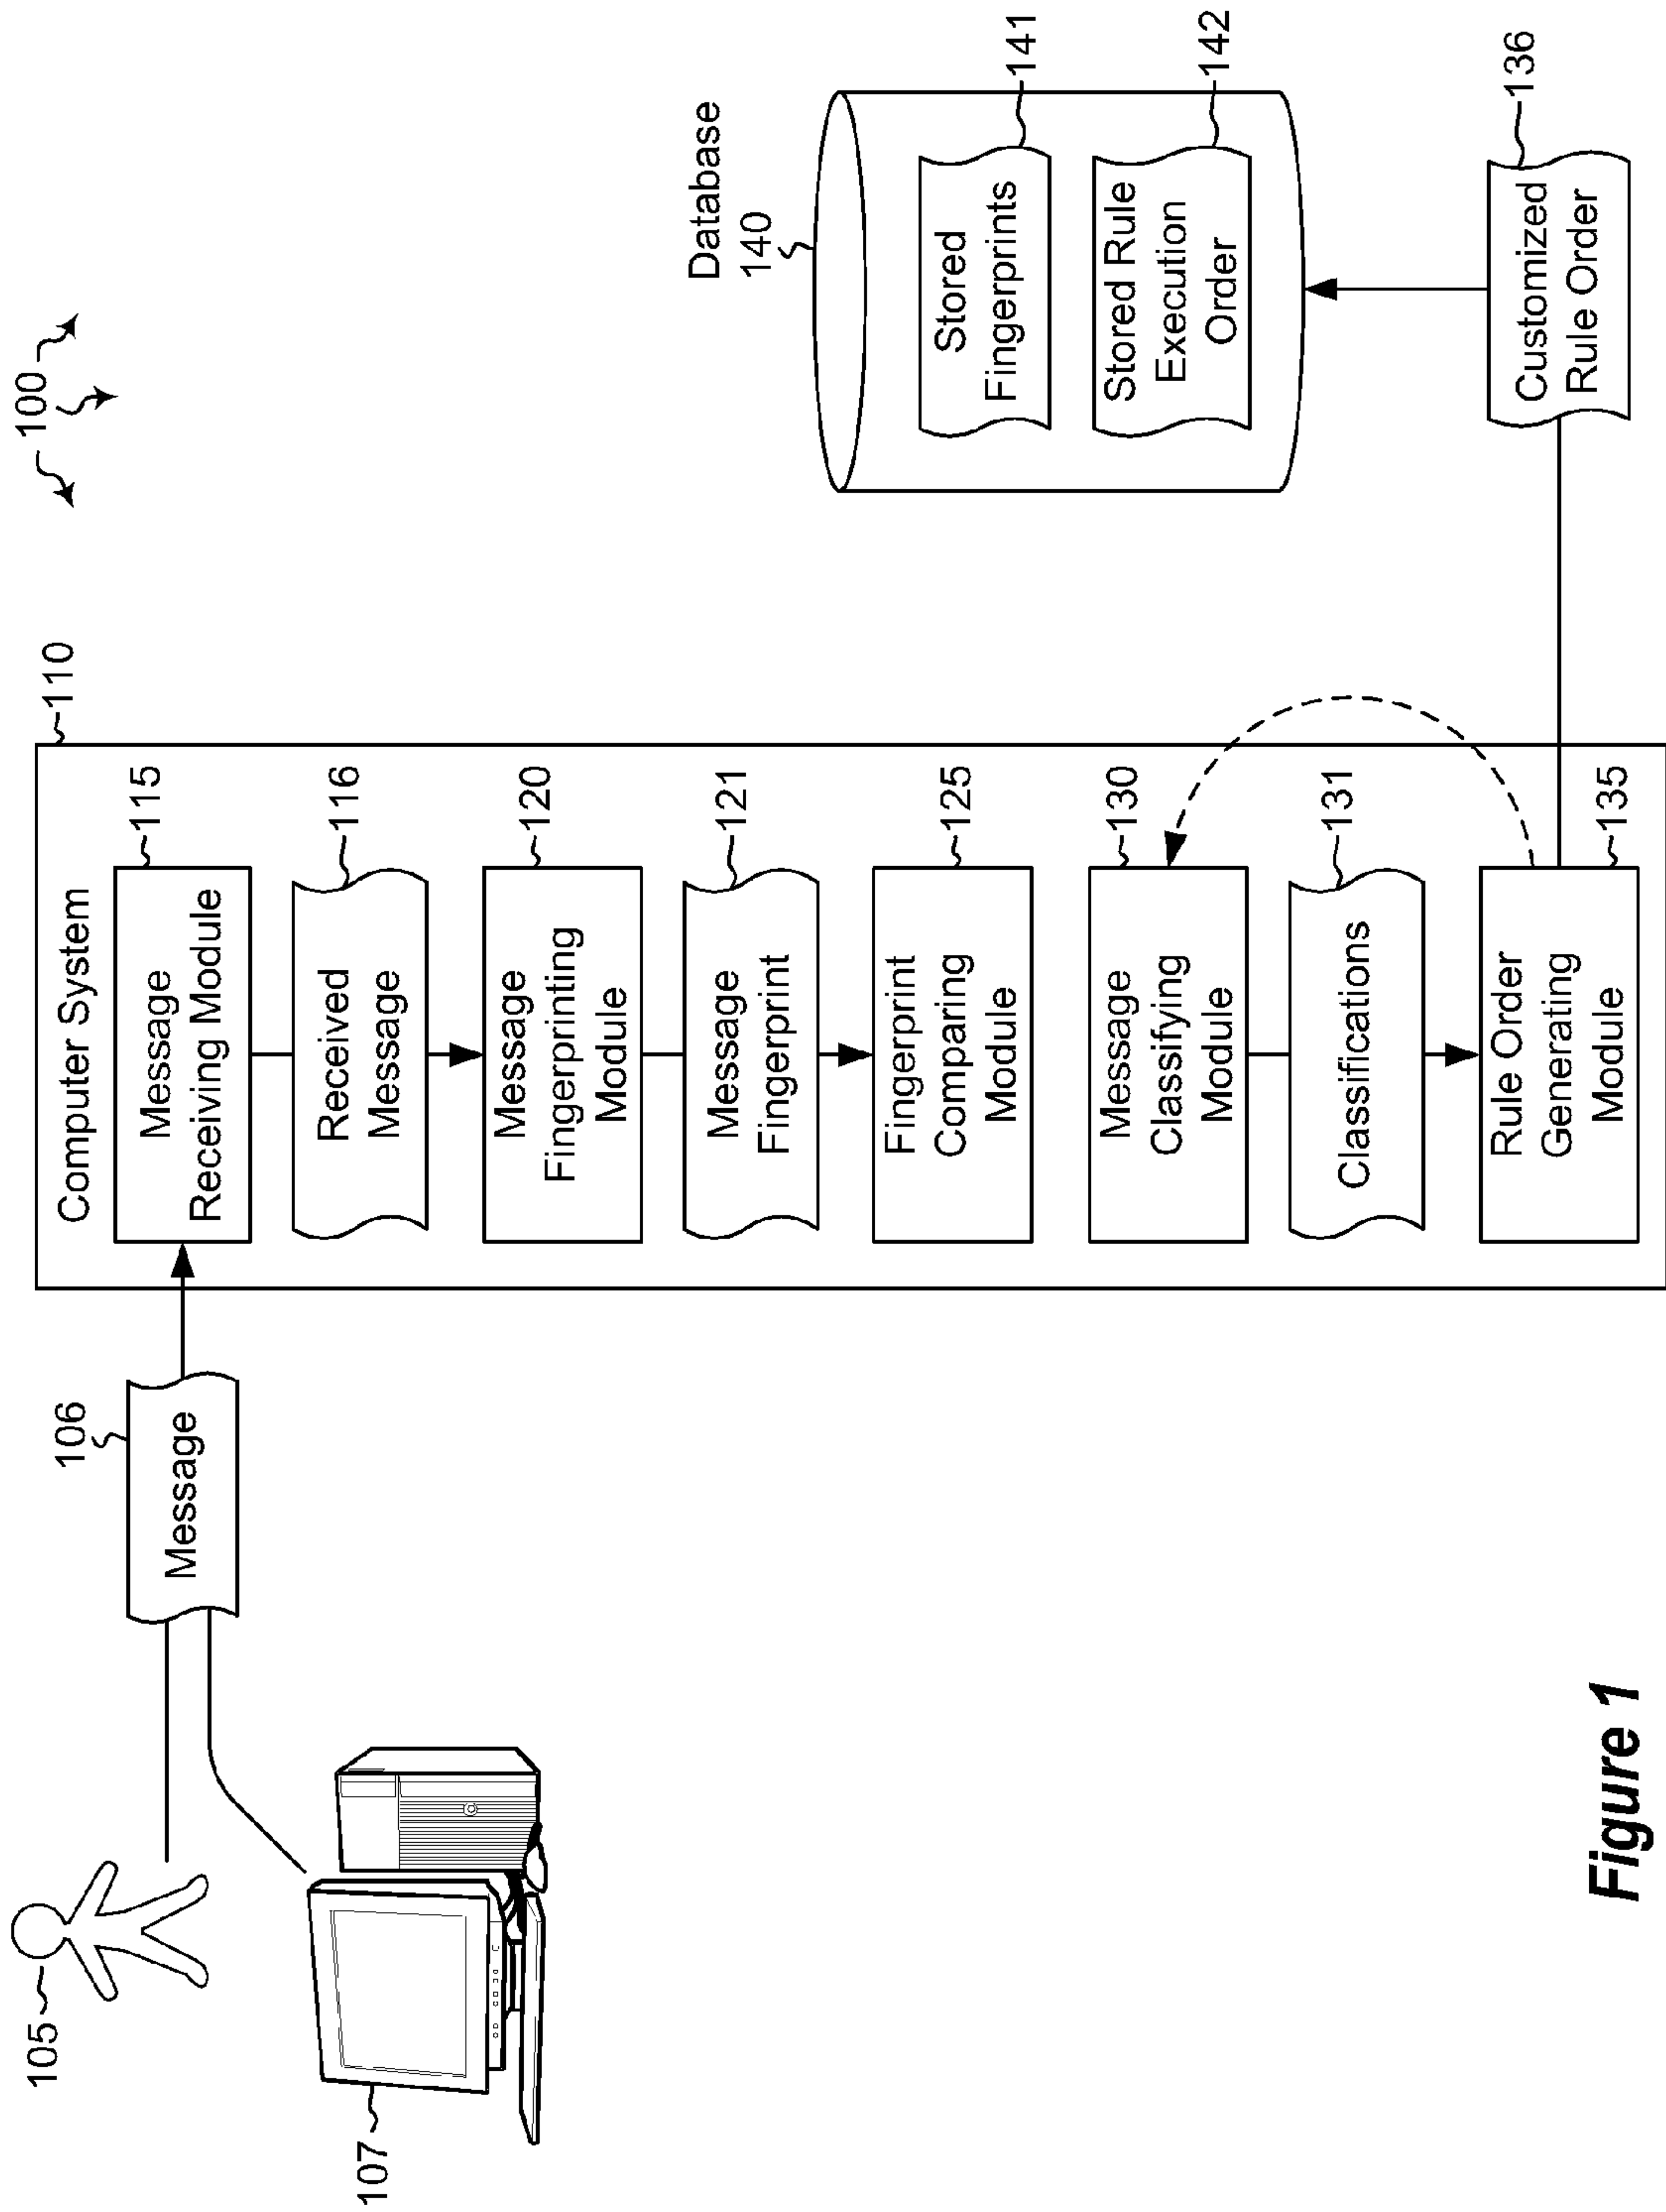 100
105
107
106
Message
Computer System
110
Message
Receiving Module
115
Received
Message
116
Message
Fingerprinting
Module
120
Message
Fingerprint
121
Fingerprint
Comparing
Module
125
Message
Classifying
Module
130
Classifications
131
Rule Order
Generating
Module
135
Database
140
Stored
Fingerprints
141
Stored Rule
Execution
Order
142
Customized
Rule Order
136
Figure 1